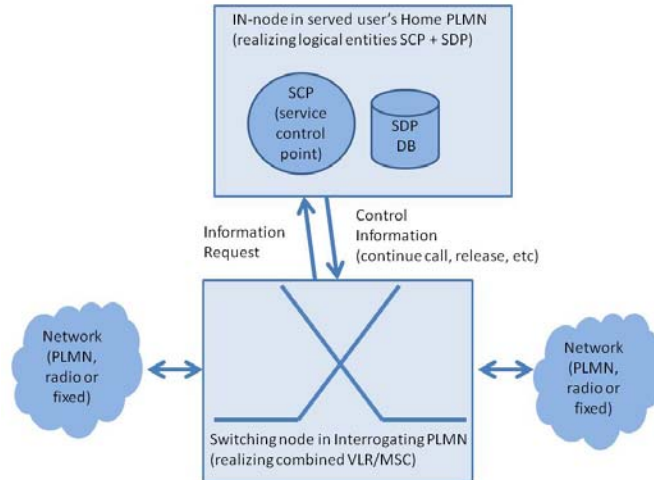 IN-node in served user's Home PLMN
(realizing logical entities SCP + SDP)
SCP
(service
control
point)
SDP
DB
Information
Request
Control
Information
(continue call, release, etc)
Network
(PLMN,
radio or
fixed)
Network
(PLMN,
radio or
fixed)
Switching node in Interrogating PLMN
(realizing combined VLR/MSC)